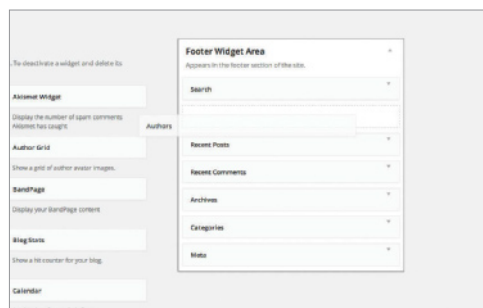 . To deactivate a widget and delete its
Akismet Widget
Display the number of spam comments
Akismet has caught
Author Grid
Show a grid of author avatar images.
BandPage
Display your BandPage content
Blog Stats
Show a hit counter for your blog.
Calendar
Authors
Footer Widget Area
Appears in the footer section of the site.
Search
Recent Posts
Recent Comments
Archives
Categories
Meta